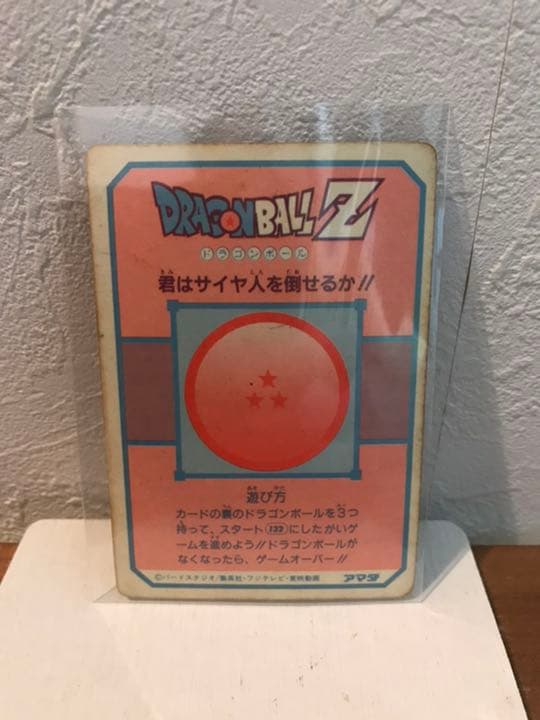 DRAGONBALL Z
ドラゴンボール
君はサイヤ人を倒せるか!!
遊び方
カードの裏のドラゴンボールを3つ
持って、スタート132にしたがいゲ
ームを進めよう!!ドラゴンボールが
なくなったら、ゲームオーバー!!
©バードスタジオ/集英社・フジテレビ・東映動画
アマダ